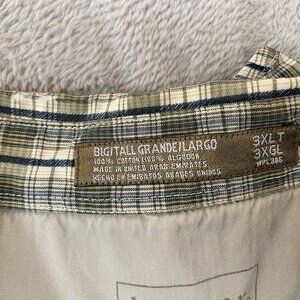 BIG/TALL GRANDE/LARGO
100% COTTON/100% ALGODON
MADE IN UNITED ARAB EMIRATES
HECHO EN EMIRATOS ARABES UNIDOS
3XLT
3XGL